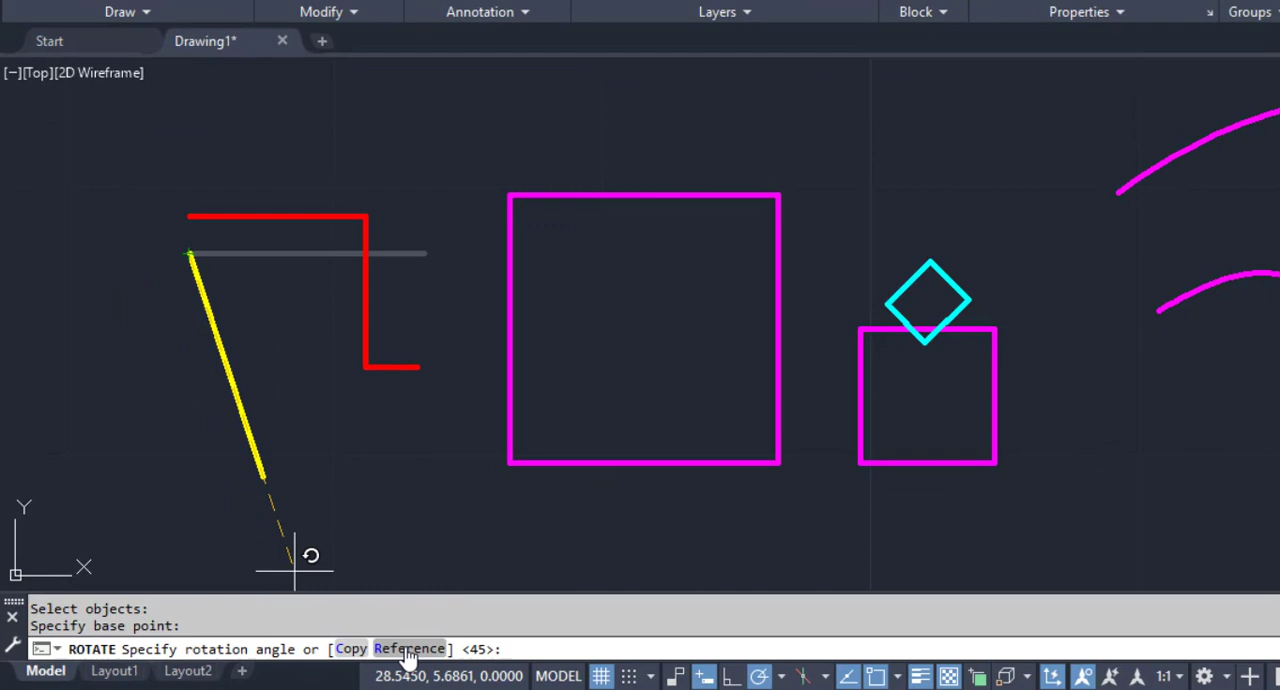 Draw Modify Annotation Layers Block Properties Groups
Start Drawing1*
[−][Top][2D Wireframe]
Y
X
Select objects:
Specify base point:
ROTATE Specify rotation angle or [Copy Reference] <45>:
Model Layout1 Layout2 + 28.5450, 5.6861, 0.0000 MODEL 1:1